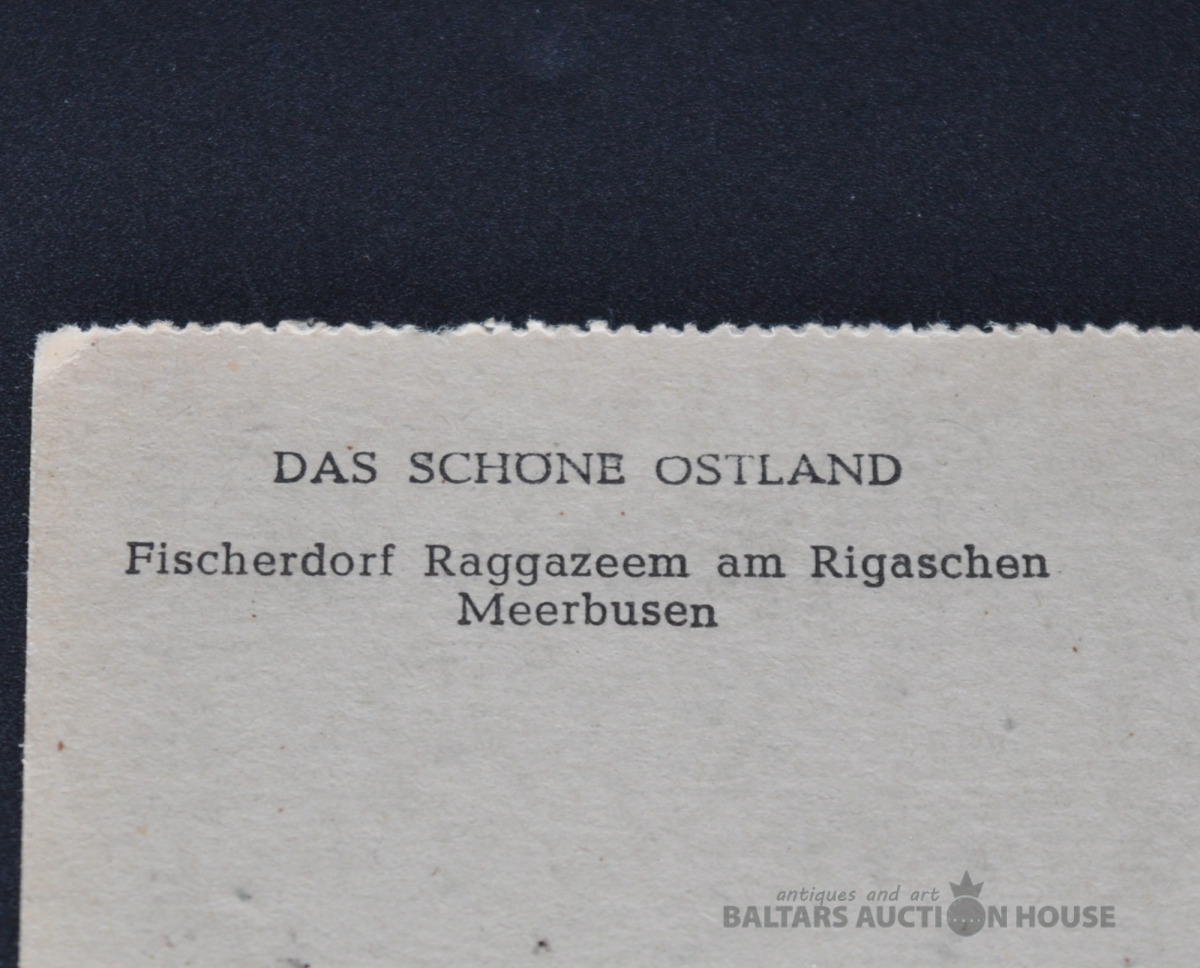 DAS SCHÖNE OSTLAND
Fischerdorf Raggazeem am Rigaschen
Meerbusen
antiques and art
BALTARS AUCTION HOUSE